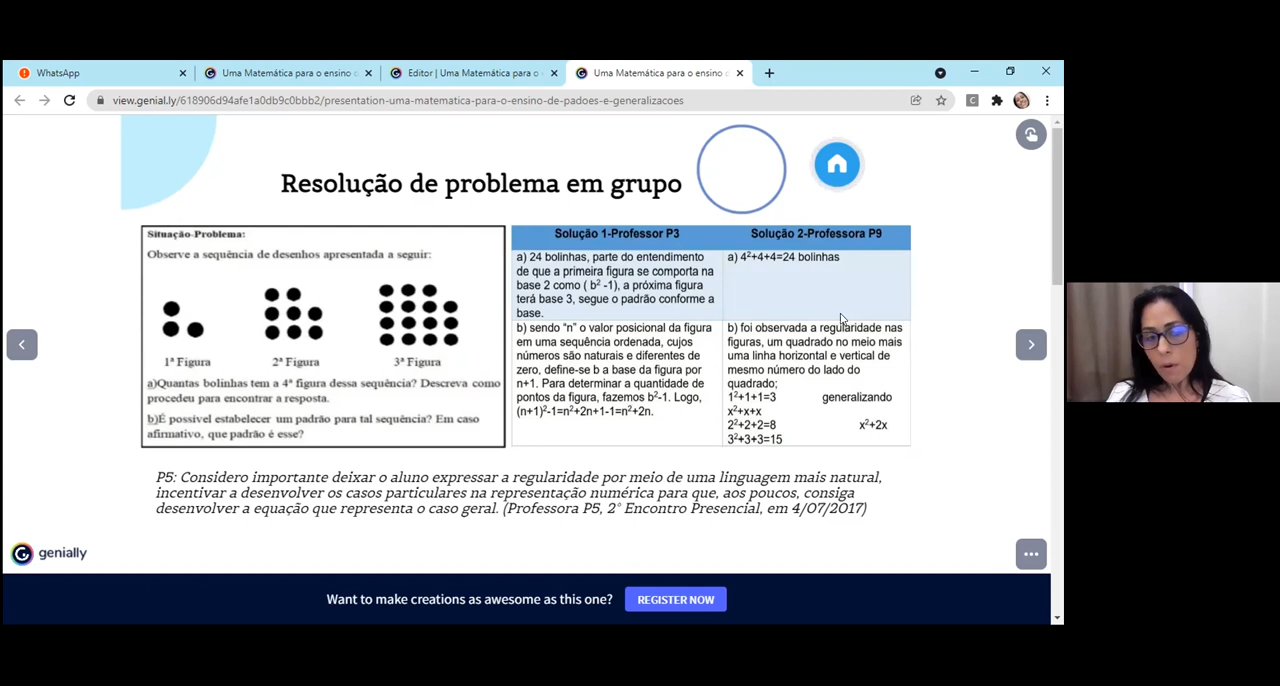 WhatsApp
Uma Matemática para o ensino d
Editor | Uma Matemática para o
Uma Matemática para o ensino d
view.genial.ly/618906d94afe1a0db9c0bbb2/presentation-uma-matematica-para-o-ensino-de-padoes-e-generalizacoes
Resolução de problema em grupo
Situação-Problema:
Observe a sequência de desenhos apresentada a seguir:
1ª Figura 2ª Figura 3ª Figura
a)Quantas bolinhas tem a 4ª figura dessa sequência? Descreva como
procedeu para encontrar a resposta.
b)É possível estabelecer um padrão para tal sequência? Em caso
afirmativo, que padrão é esse?
Solução 1-Professor P3
a) 24 bolinhas, parte do entendimento
de que a primeira figura se comporta na
base 2 como ( b² -1), a próxima figura
terá base 3, segue o padrão conforme a
base.
b) sendo “n” o valor posicional da figura
em uma sequência ordenada, cujos
números são naturais e diferentes de
zero, define-se b a base da figura por
n+1. Para determinar a quantidade de
pontos da figura, fazemos b²-1. Logo,
(n+1)²-1=n²+2n+1-1=n²+2n.
Solução 2-Professora P9
a) 4²+4+4=24 bolinhas
b) foi observada a regularidade nas
figuras, um quadrado no meio mais
uma linha horizontal e vertical de
mesmo número do lado do
quadrado;
1²+1+1=3 generalizando
x²+x+x
2²+2+2=8 x²+2x
3²+3+3=15
P5: Considero importante deixar o aluno expressar a regularidade por meio de uma linguagem mais natural,
incentivar a desenvolver os casos particulares na representação numérica para que, aos poucos, consiga
desenvolver a equação que representa o caso geral. (Professora P5, 2° Encontro Presencial, em 4/07/2017)
genially
Want to make creations as awesome as this one? REGISTER NOW